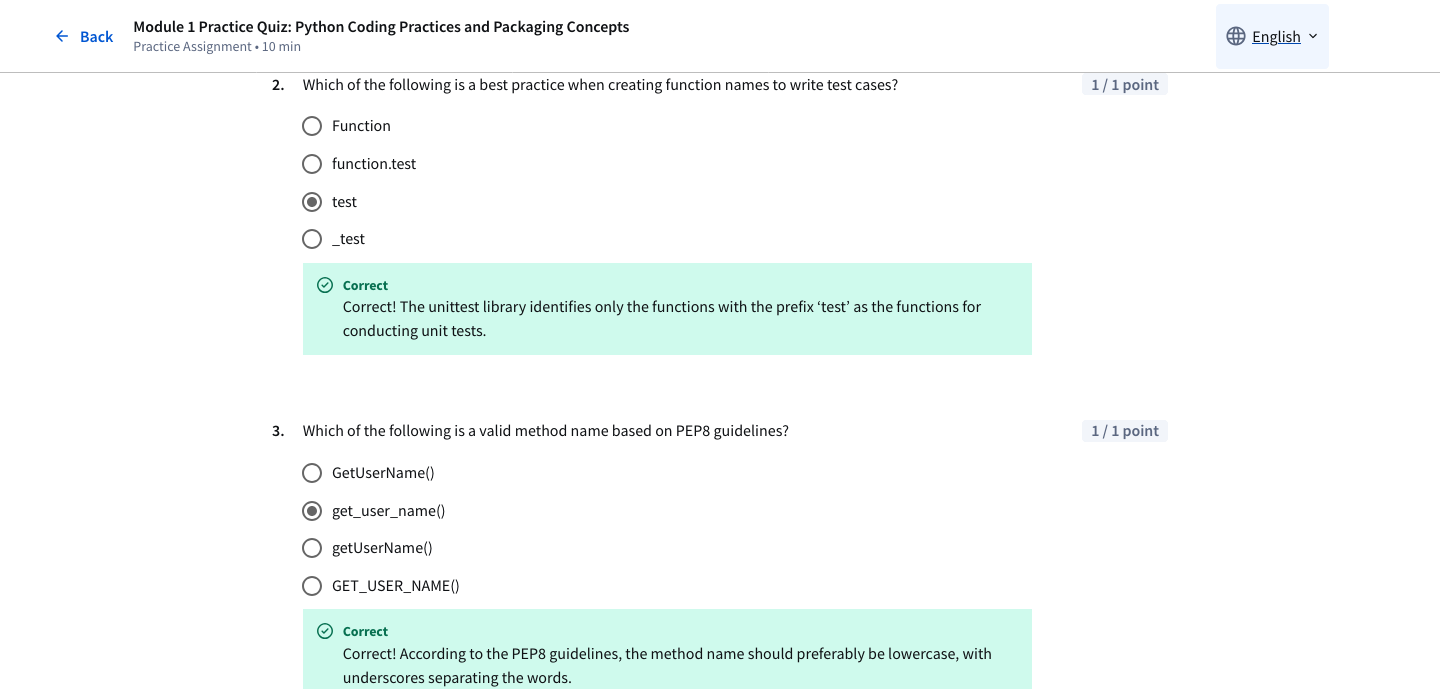 Back
Module 1 Practice Quiz: Python Coding Practices and Packaging Concepts
Practice Assignment • 10 min
English
2. Which of the following is a best practice when creating function names to write test cases?
1 / 1 point
Function
function.test
test
_test
Correct
Correct! The unittest library identifies only the functions with the prefix ‘test’ as the functions for
conducting unit tests.
3. Which of the following is a valid method name based on PEP8 guidelines?
1 / 1 point
GetUserName()
get_user_name()
getUserName()
GET_USER_NAME()
Correct
Correct! According to the PEP8 guidelines, the method name should preferably be lowercase, with
underscores separating the words.